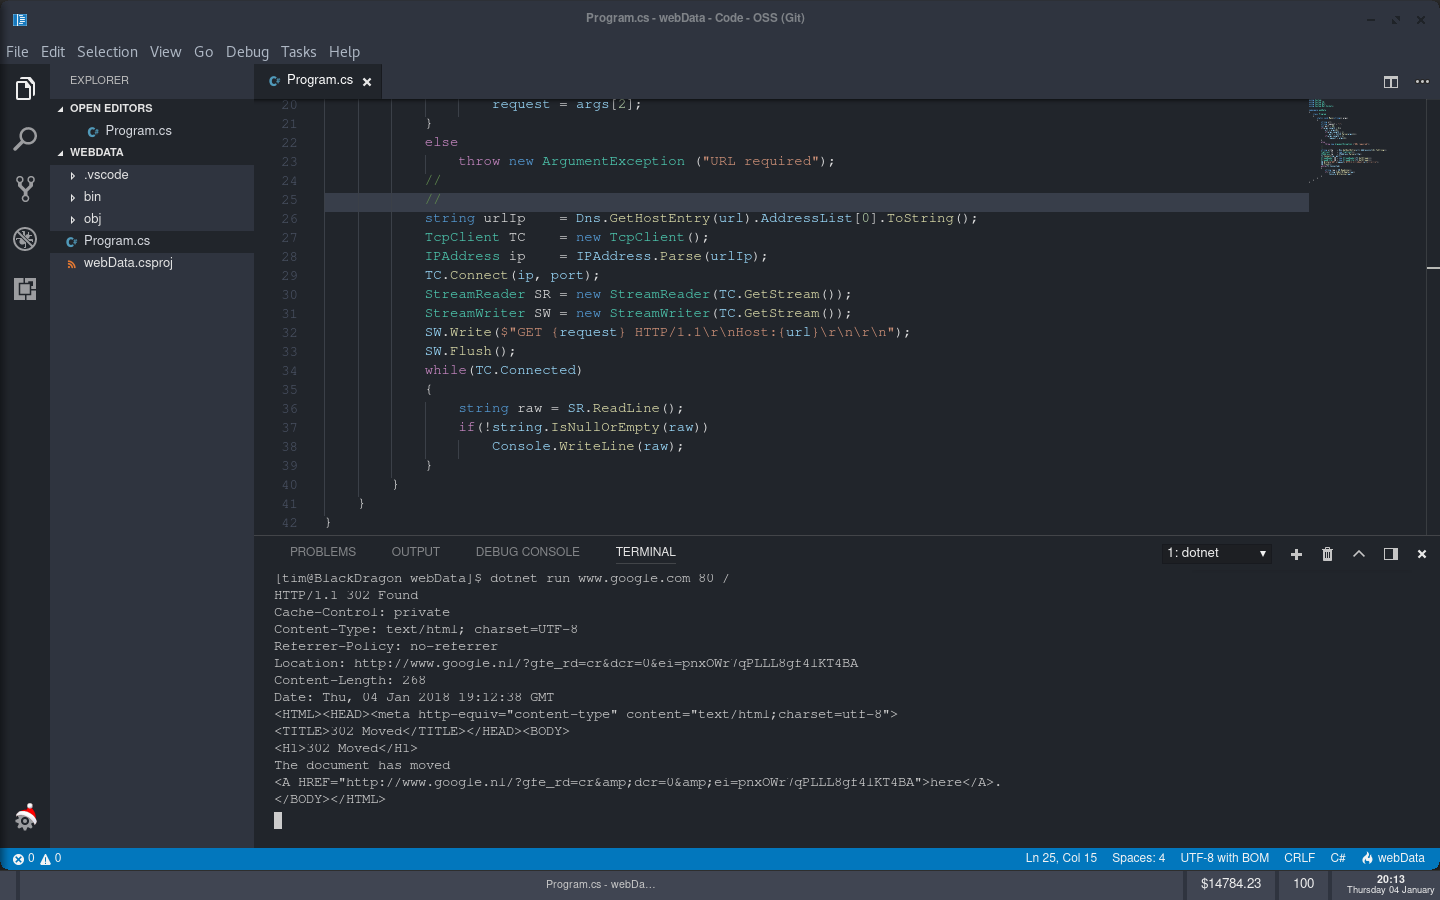 Program.cs - webData - Code - OSS (Git)
File Edit Selection View Go Debug Tasks Help
EXPLORER
OPEN EDITORS
Program.cs
WEBDATA
.vscode
bin
obj
Program.cs
webData.csproj
Program.cs
20 request = args[2];
21 }
22 else
23 throw new ArgumentException ("URL required");
24 //
25 //
26 string urlIp = Dns.GetHostEntry(url).AddressList[0].ToString();
27 TcpClient TC = new TcpClient();
28 IPAddress ip = IPAddress.Parse(urlIp);
29 TC.Connect(ip, port);
30 StreamReader SR = new StreamReader(TC.GetStream());
31 StreamWriter SW = new StreamWriter(TC.GetStream());
32 SW.Write($"GET {request} HTTP/1.1\r\nHost:{url}\r\n\r\n");
33 SW.Flush();
34 while(TC.Connected)
35 {
36 string raw = SR.ReadLine();
37 if(!string.IsNullOrEmpty(raw))
38 Console.WriteLine(raw);
39 }
40 }
41 }
42 }
PROBLEMS OUTPUT DEBUG CONSOLE TERMINAL
1: dotnet
[tim@BlackDragon webData]$ dotnet run www.google.com 80 /
HTTP/1.1 302 Found
Cache-Control: private
Content-Type: text/html; charset=UTF-8
Referrer-Policy: no-referrer
Location: http://www.google.nl/?gfe_rd=cr&dcr=0&ei=pnxOWr7qPLLL8gf4lKT4BA
Content-Length: 268
Date: Thu, 04 Jan 2018 19:12:38 GMT
<HTML><HEAD><meta http-equiv="content-type" content="text/html;charset=utf-8">
<TITLE>302 Moved</TITLE></HEAD><BODY>
<H1>302 Moved</H1>
The document has moved
<A HREF="http://www.google.nl/?gfe_rd=cr&amp;dcr=0&amp;ei=pnxOWr7qPLLL8gf4lKT4BA">here</A>.
</BODY></HTML>
0 0
Ln 25, Col 15 Spaces: 4 UTF-8 with BOM CRLF C# webData
Program.cs - webDa...
$14784.23
100
20:13
Thursday 04 January